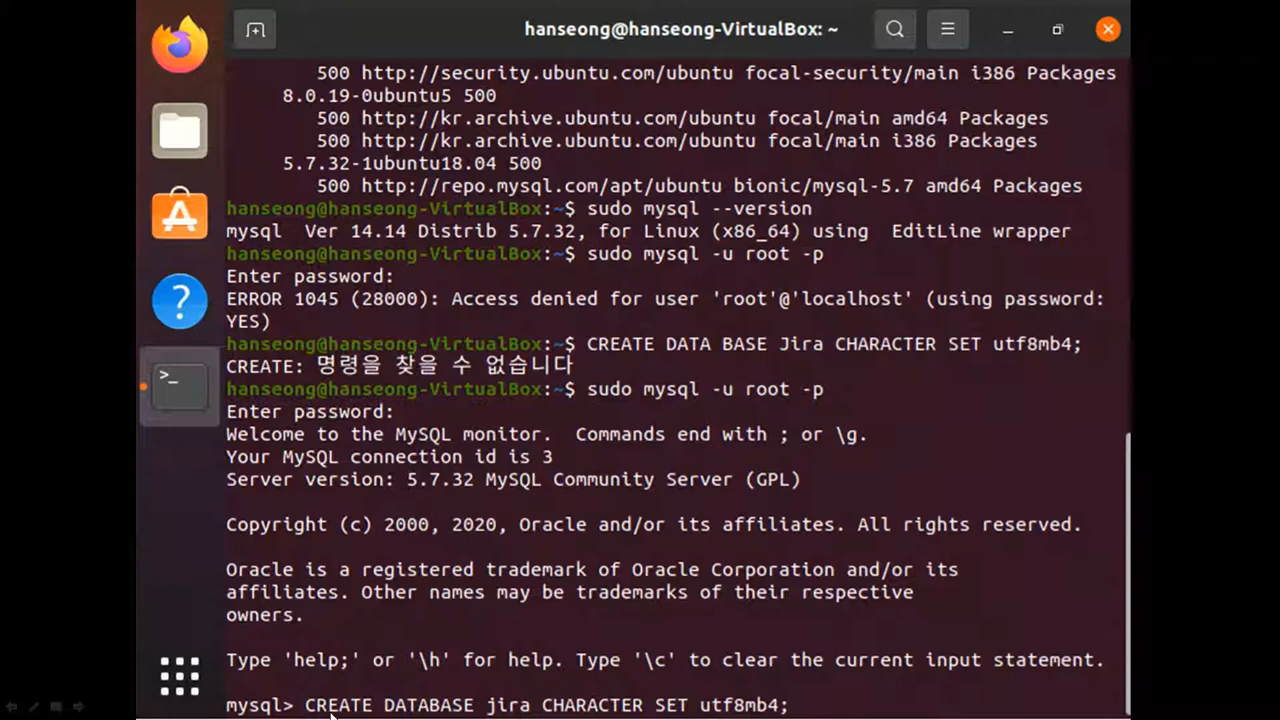 hanseong@hanseong-VirtualBox: ~
500 http://security.ubuntu.com/ubuntu focal-security/main i386 Packages
8.0.19-0ubuntu5 500
500 http://kr.archive.ubuntu.com/ubuntu focal/main amd64 Packages
500 http://kr.archive.ubuntu.com/ubuntu focal/main i386 Packages
5.7.32-1ubuntu18.04 500
500 http://repo.mysql.com/apt/ubuntu bionic/mysql-5.7 amd64 Packages
hanseong@hanseong-VirtualBox:~$ sudo mysql --version
mysql  Ver 14.14 Distrib 5.7.32, for Linux (x86_64) using  EditLine wrapper
hanseong@hanseong-VirtualBox:~$ sudo mysql -u root -p
Enter password:
ERROR 1045 (28000): Access denied for user 'root'@'localhost' (using password:
YES)
hanseong@hanseong-VirtualBox:~$ CREATE DATA BASE Jira CHARACTER SET utf8mb4;
CREATE: 명령을 찾을 수 없습니다
hanseong@hanseong-VirtualBox:~$ sudo mysql -u root -p
Enter password:
Welcome to the MySQL monitor.  Commands end with ; or \g.
Your MySQL connection id is 3
Server version: 5.7.32 MySQL Community Server (GPL)
Copyright (c) 2000, 2020, Oracle and/or its affiliates. All rights reserved.
Oracle is a registered trademark of Oracle Corporation and/or its
affiliates. Other names may be trademarks of their respective
owners.
Type 'help;' or '\h' for help. Type '\c' to clear the current input statement.
mysql> CREATE DATABASE jira CHARACTER SET utf8mb4;